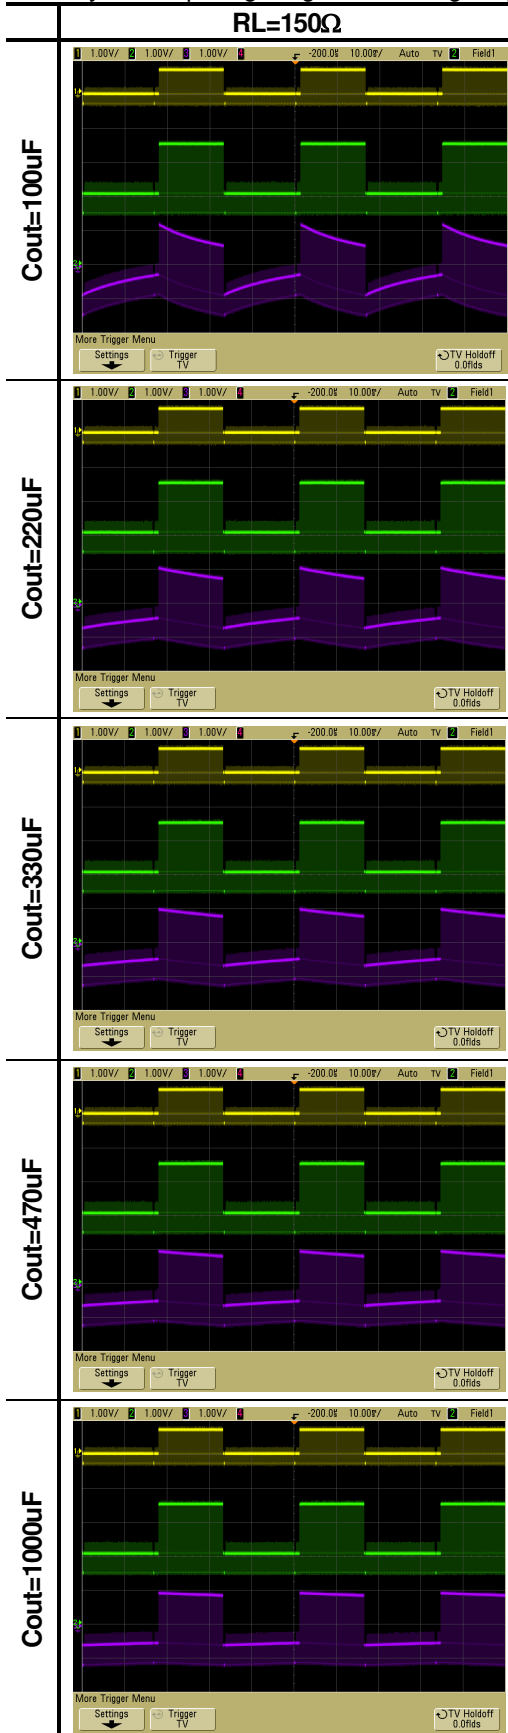 RL=150Ω
Cout=100uF
1 1.00V/ 2 1.00V/ 3 1.00V/ 4 -200.0 10.00 / Auto TV 2 Field1
More Trigger Menu
Settings Trigger TV Holdoff
TV 0.0flds
Cout=220uF
1 1.00V/ 2 1.00V/ 3 1.00V/ 4 -200.0 10.00 / Auto TV 2 Field1
More Trigger Menu
Settings Trigger TV Holdoff
TV 0.0flds
Cout=330uF
1 1.00V/ 2 1.00V/ 3 1.00V/ 4 -200.0 10.00 / Auto TV 2 Field1
More Trigger Menu
Settings Trigger TV Holdoff
TV 0.0flds
Cout=470uF
1 1.00V/ 2 1.00V/ 3 1.00V/ 4 -200.0 10.00 / Auto TV 2 Field1
More Trigger Menu
Settings Trigger TV Holdoff
TV 0.0flds
Cout=1000uF
1 1.00V/ 2 1.00V/ 3 1.00V/ 4 -200.0 10.00 / Auto TV 2 Field1
More Trigger Menu
Settings Trigger TV Holdoff
TV 0.0flds